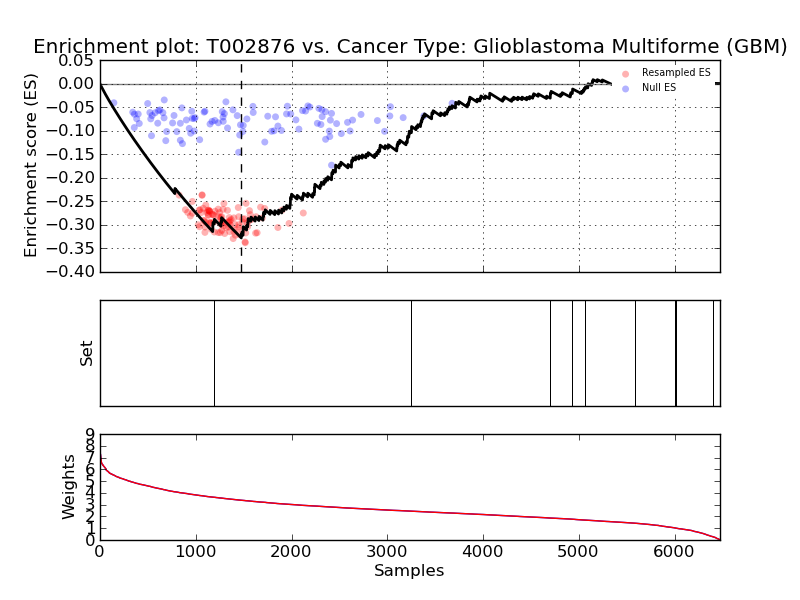 Enrichment plot: T002876 vs. Cancer Type: Glioblastoma Multiforme (GBM)
0.05
0.00
−0.05
−0.10
−0.15
−0.20
−0.25
−0.30
−0.35
−0.40
Enrichment score (ES)
Resampled ES
Null ES
Set
9
8
7
6
5
4
3
2
1
0
Weights
0 1000 2000 3000 4000 5000 6000
Samples